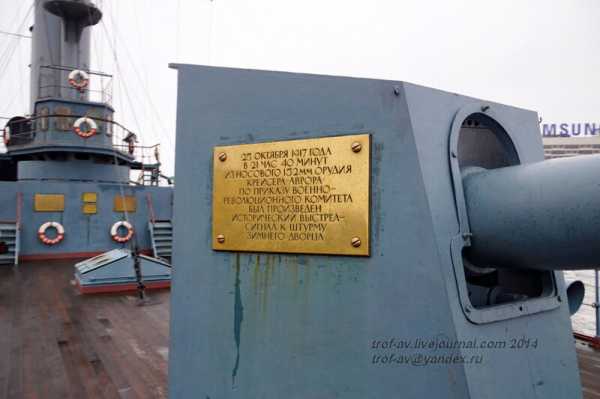 25 ОКТЯБРЯ 1917 ГОДА
В 21 ЧАС 40 МИНУТ
ИЗ НОСОВОГО 152ММ ОРУДИЯ
КРЕЙСЕРА АВРОРА
ПО ПРИКАЗУ ВОЕННО-
РЕВОЛЮЦИОННОГО КОМИТЕТА
БЫЛ ПРОИЗВЕДЕН
ИСТОРИЧЕСКИЙ ВЫСТРЕЛ-
СИГНАЛ К ШТУРМУ
ЗИМНЕГО ДВОРЦА
MSUN
trof-av.livejournal.com 2014
trof-av@yandex.ru